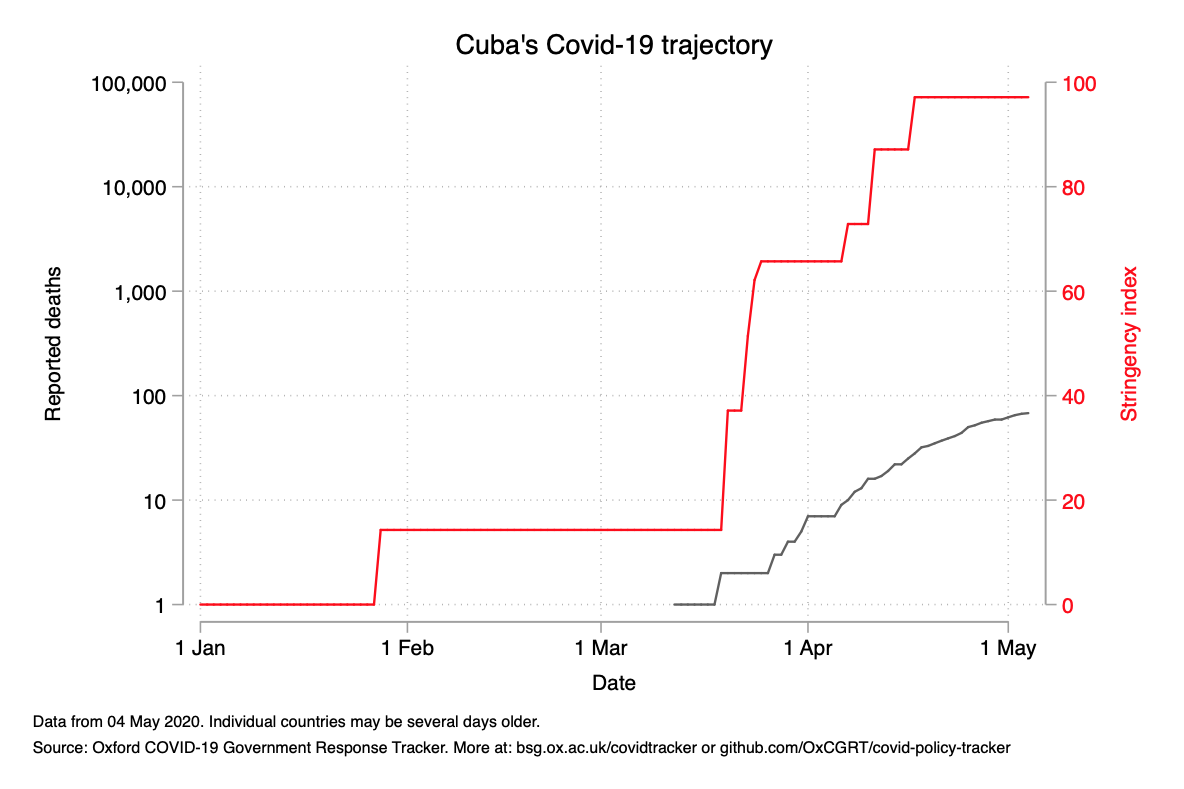 Cuba's Covid-19 trajectory
100,000
10,000
1,000
100
10
1
Reported deaths
100
80
60
40
20
0
Stringency index
1 Jan
1 Feb
1 Mar
1 Apr
1 May
Date
Data from 04 May 2020. Individual countries may be several days older.
Source: Oxford COVID-19 Government Response Tracker. More at: bsg.ox.ac.uk/covidtracker or github.com/OxCGRT/covid-policy-tracker